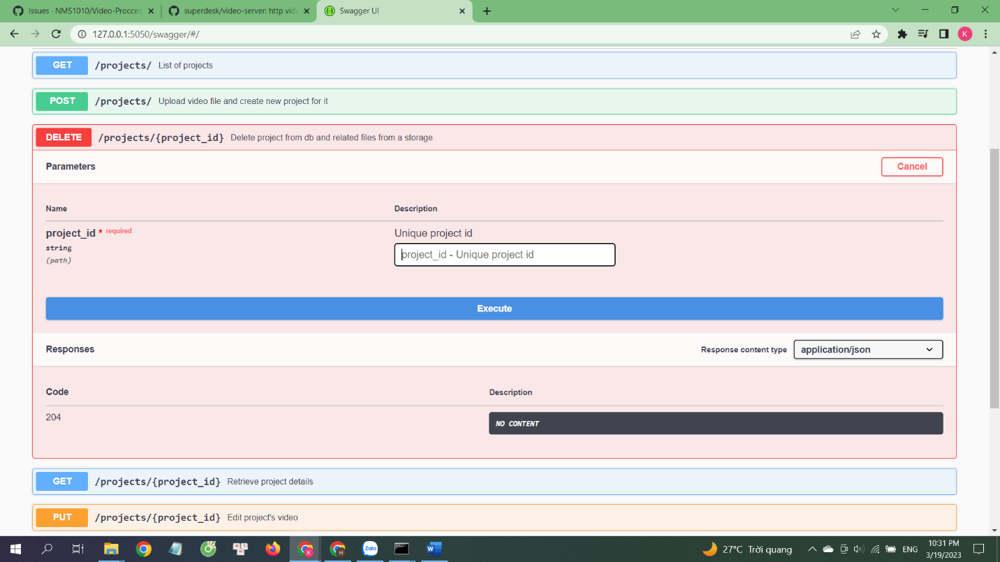 Issues · NMS1010/Video-Procces
superdesk/video-server: http vide
Swagger UI
127.0.0.1:5050/swagger/#/
K
GET /projects/ List of projects
POST /projects/ Upload video file and create new project for it
DELETE /projects/{project_id} Delete project from db and related files from a storage.
Parameters
Cancel
Name Description
project_id * required
Unique project id
string
(path)
project_id - Unique project id
Execute
Responses
Response content type application/json
Code Description
204 NO CONTENT
GET /projects/{project_id} Retrieve project details
PUT /projects/{project_id} Edit project's video
K
H
Zalo
W
27°C Trời quang
ENG
10:31 PM
3/19/2023